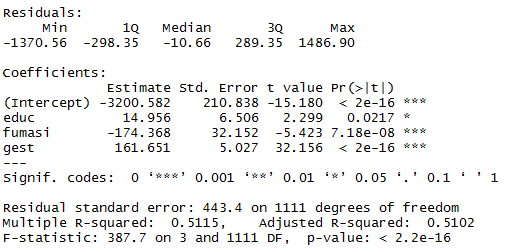 Residuals:
     Min       1Q   Median       3Q      Max
-1370.56  -298.35   -10.66   289.35  1486.90

Coefficients:
             Estimate Std. Error t value Pr(>|t|)
(Intercept) -3200.582    210.838 -15.180  < 2e-16 ***
educ           14.956      6.506   2.299   0.0217 *
fumasi       -174.368     32.152  -5.423 7.18e-08 ***
gest          161.651      5.027  32.156  < 2e-16 ***
---
Signif. codes:  0 ‘***’ 0.001 ‘**’ 0.01 ‘*’ 0.05 ‘.’ 0.1 ‘ ’ 1

Residual standard error: 443.4 on 1111 degrees of freedom
Multiple R-squared:  0.5115,    Adjusted R-squared:  0.5102
F-statistic: 387.7 on 3 and 1111 DF,  p-value: < 2.2e-16